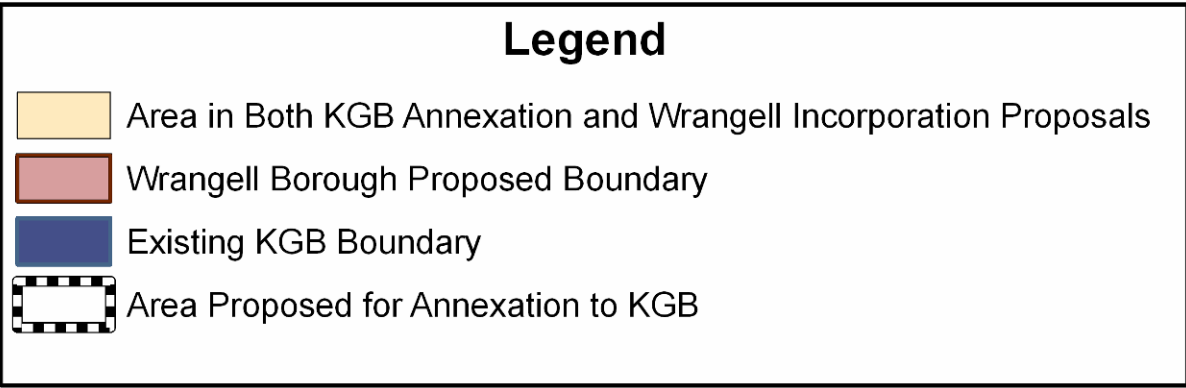 Legend
Area in Both KGB Annexation and Wrangell Incorporation Proposals
Wrangell Borough Proposed Boundary
Existing KGB Boundary
Area Proposed for Annexation to KGB